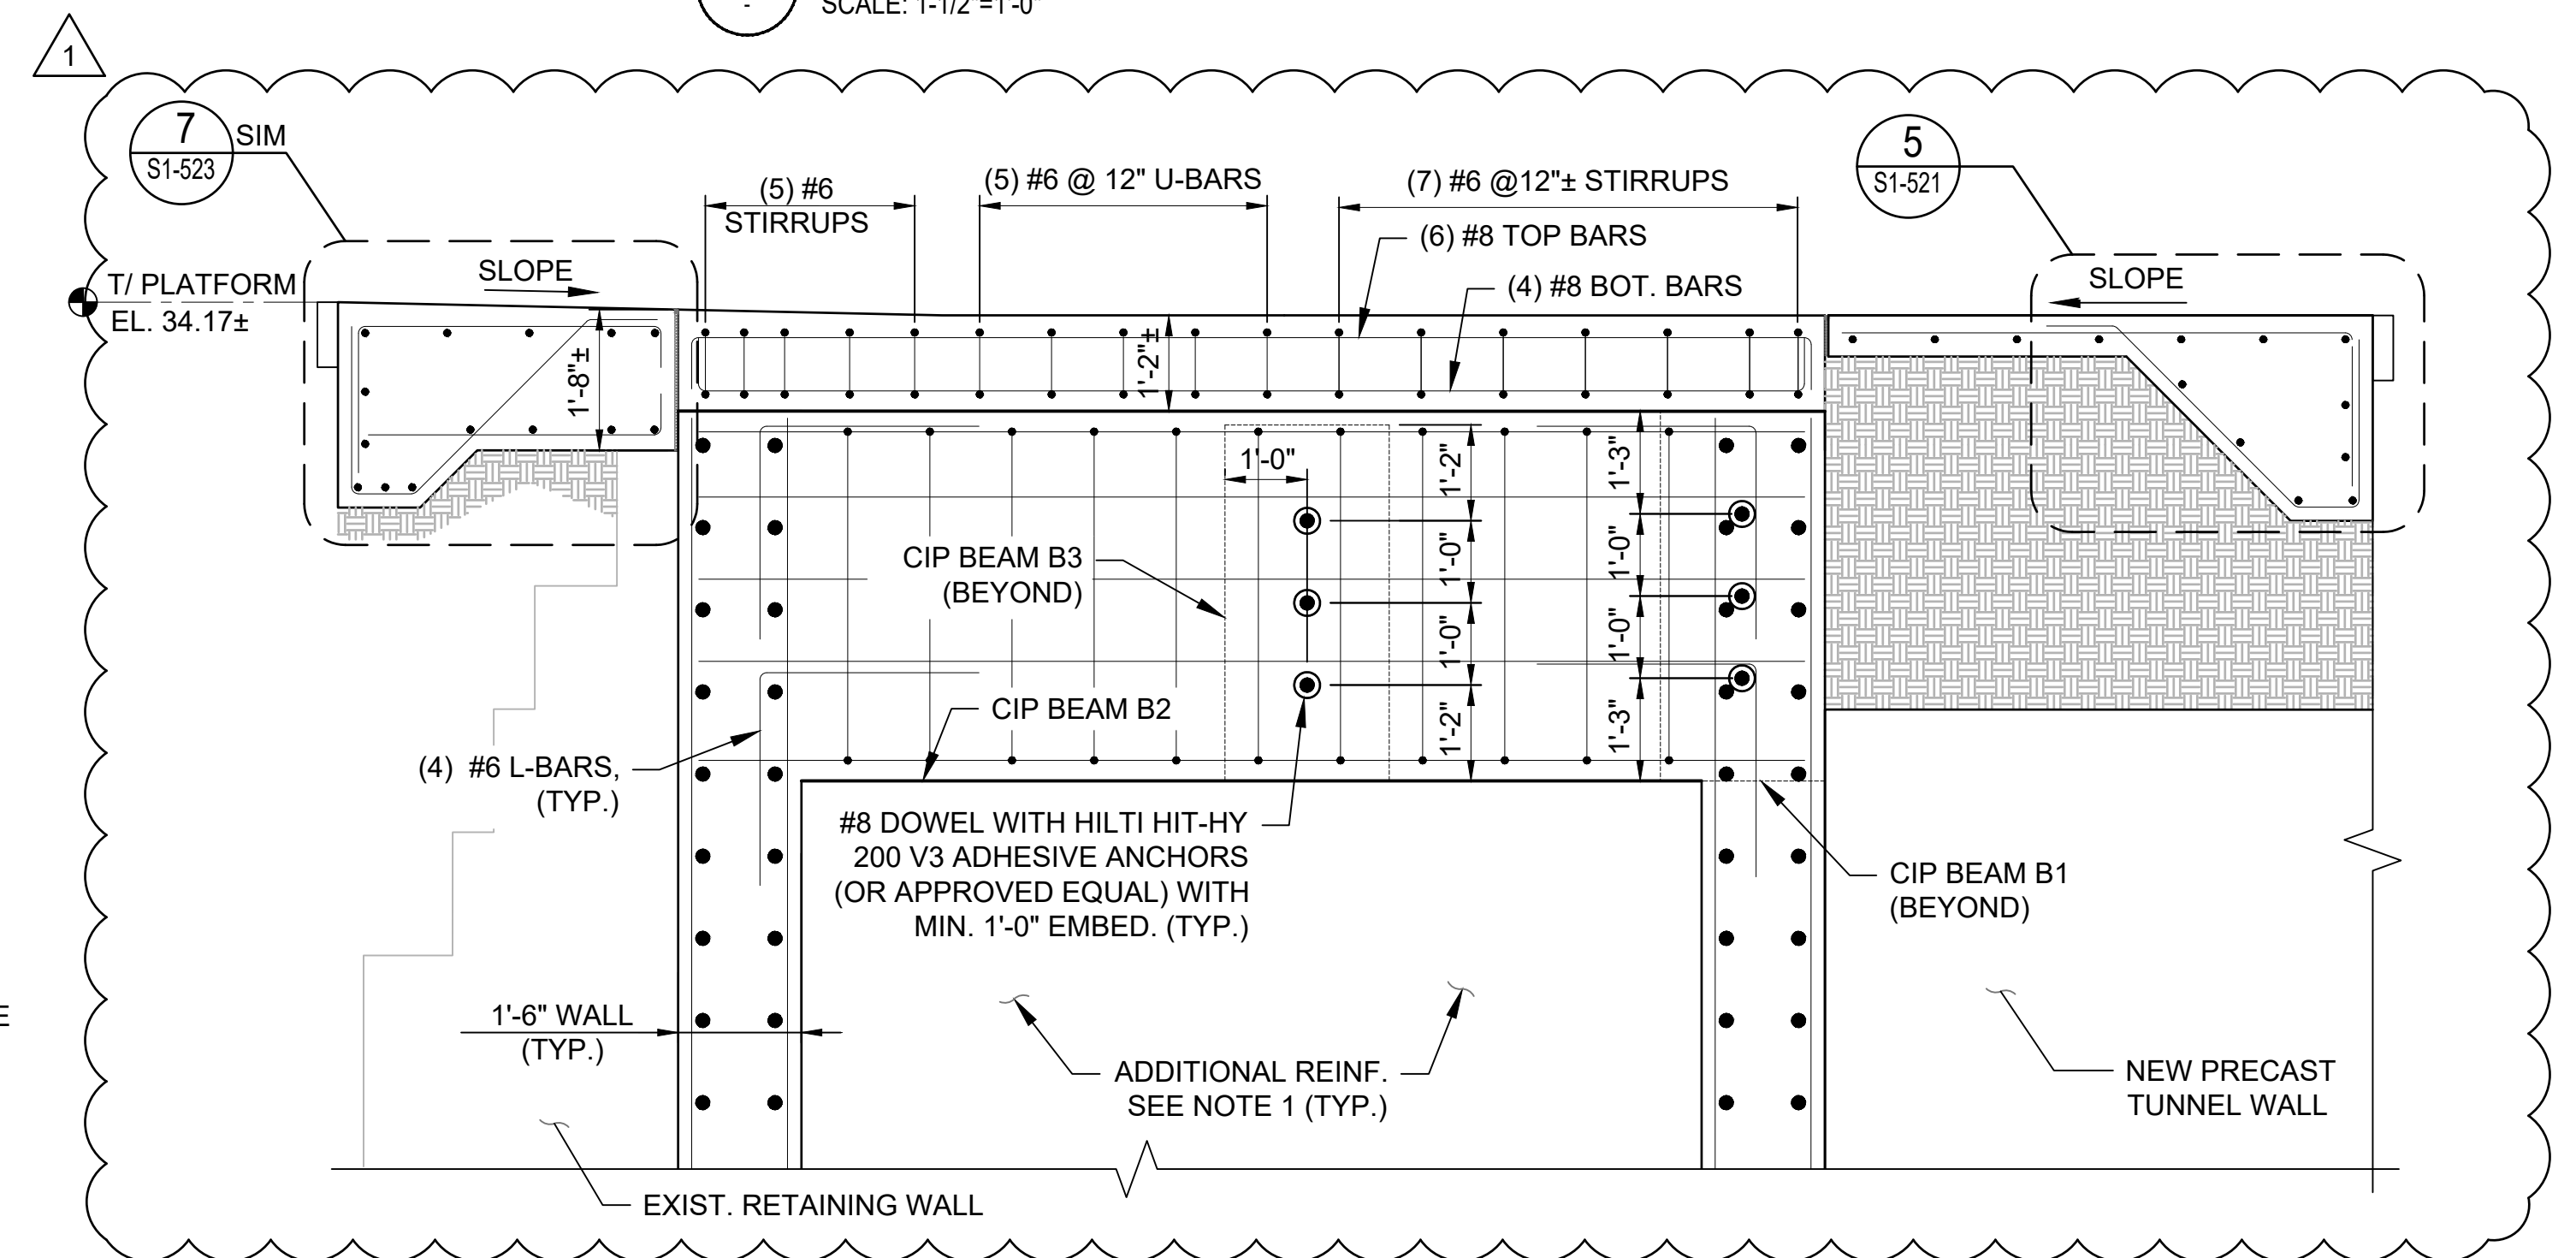 -
SCALE: 1-1/2"=1'-0"
1
7
S1-523
SIM
5
S1-521
(5) #6
STIRRUPS
(5) #6 @ 12" U-BARS
(7) #6 @12"± STIRRUPS
(6) #8 TOP BARS
(4) #8 BOT. BARS
T/ PLATFORM
EL. 34.17±
SLOPE
SLOPE
1'-8"±
1'-2"±
1'-0"
1'-2"
1'-0"
1'-0"
1'-2"
1'-3"
1'-0"
1'-0"
1'-3"
CIP BEAM B3
(BEYOND)
CIP BEAM B2
(4) #6 L-BARS,
(TYP.)
#8 DOWEL WITH HILTI HIT-HY
200 V3 ADHESIVE ANCHORS
(OR APPROVED EQUAL) WITH
MIN. 1'-0" EMBED. (TYP.)
CIP BEAM B1
(BEYOND)
E
1'-6" WALL
(TYP.)
ADDITIONAL REINF.
SEE NOTE 1 (TYP.)
NEW PRECAST
TUNNEL WALL
EXIST. RETAINING WALL